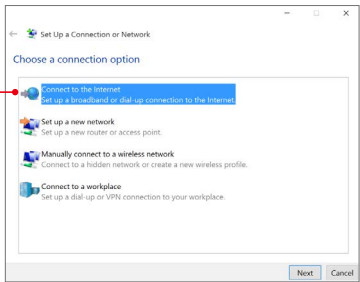 Set Up a Connection or Network
Choose a connection option
Connect to the Internet
Set up a broadband or dial-up connection to the Internet.
Set up a new network
Set up a new router or access point.
Manually connect to a wireless network
Connect to a hidden network or create a new wireless profile.
Connect to a workplace
Set up a dial-up or VPN connection to your workplace.
Next Cancel